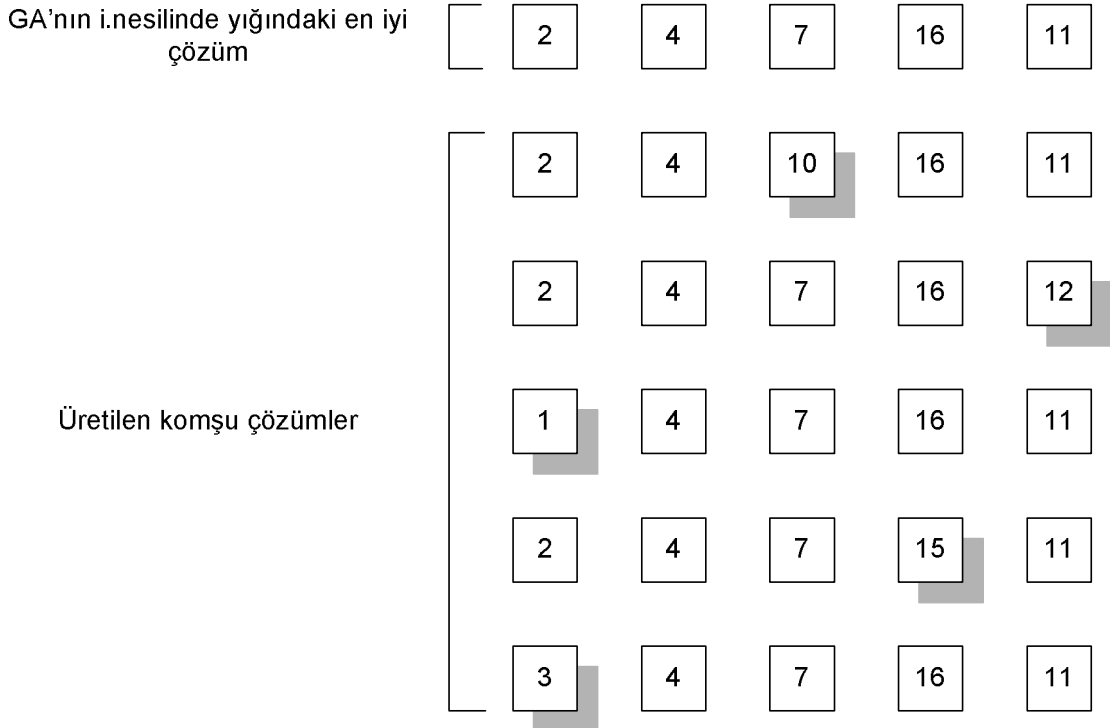 GA’nın i.nesilinde yığındaki en iyi
çözüm
2 4 7 16 11
2 4 10 16 11
2 4 7 16 12
Üretilen komşu çözümler
1 4 7 16 11
2 4 7 15 11
3 4 7 16 11